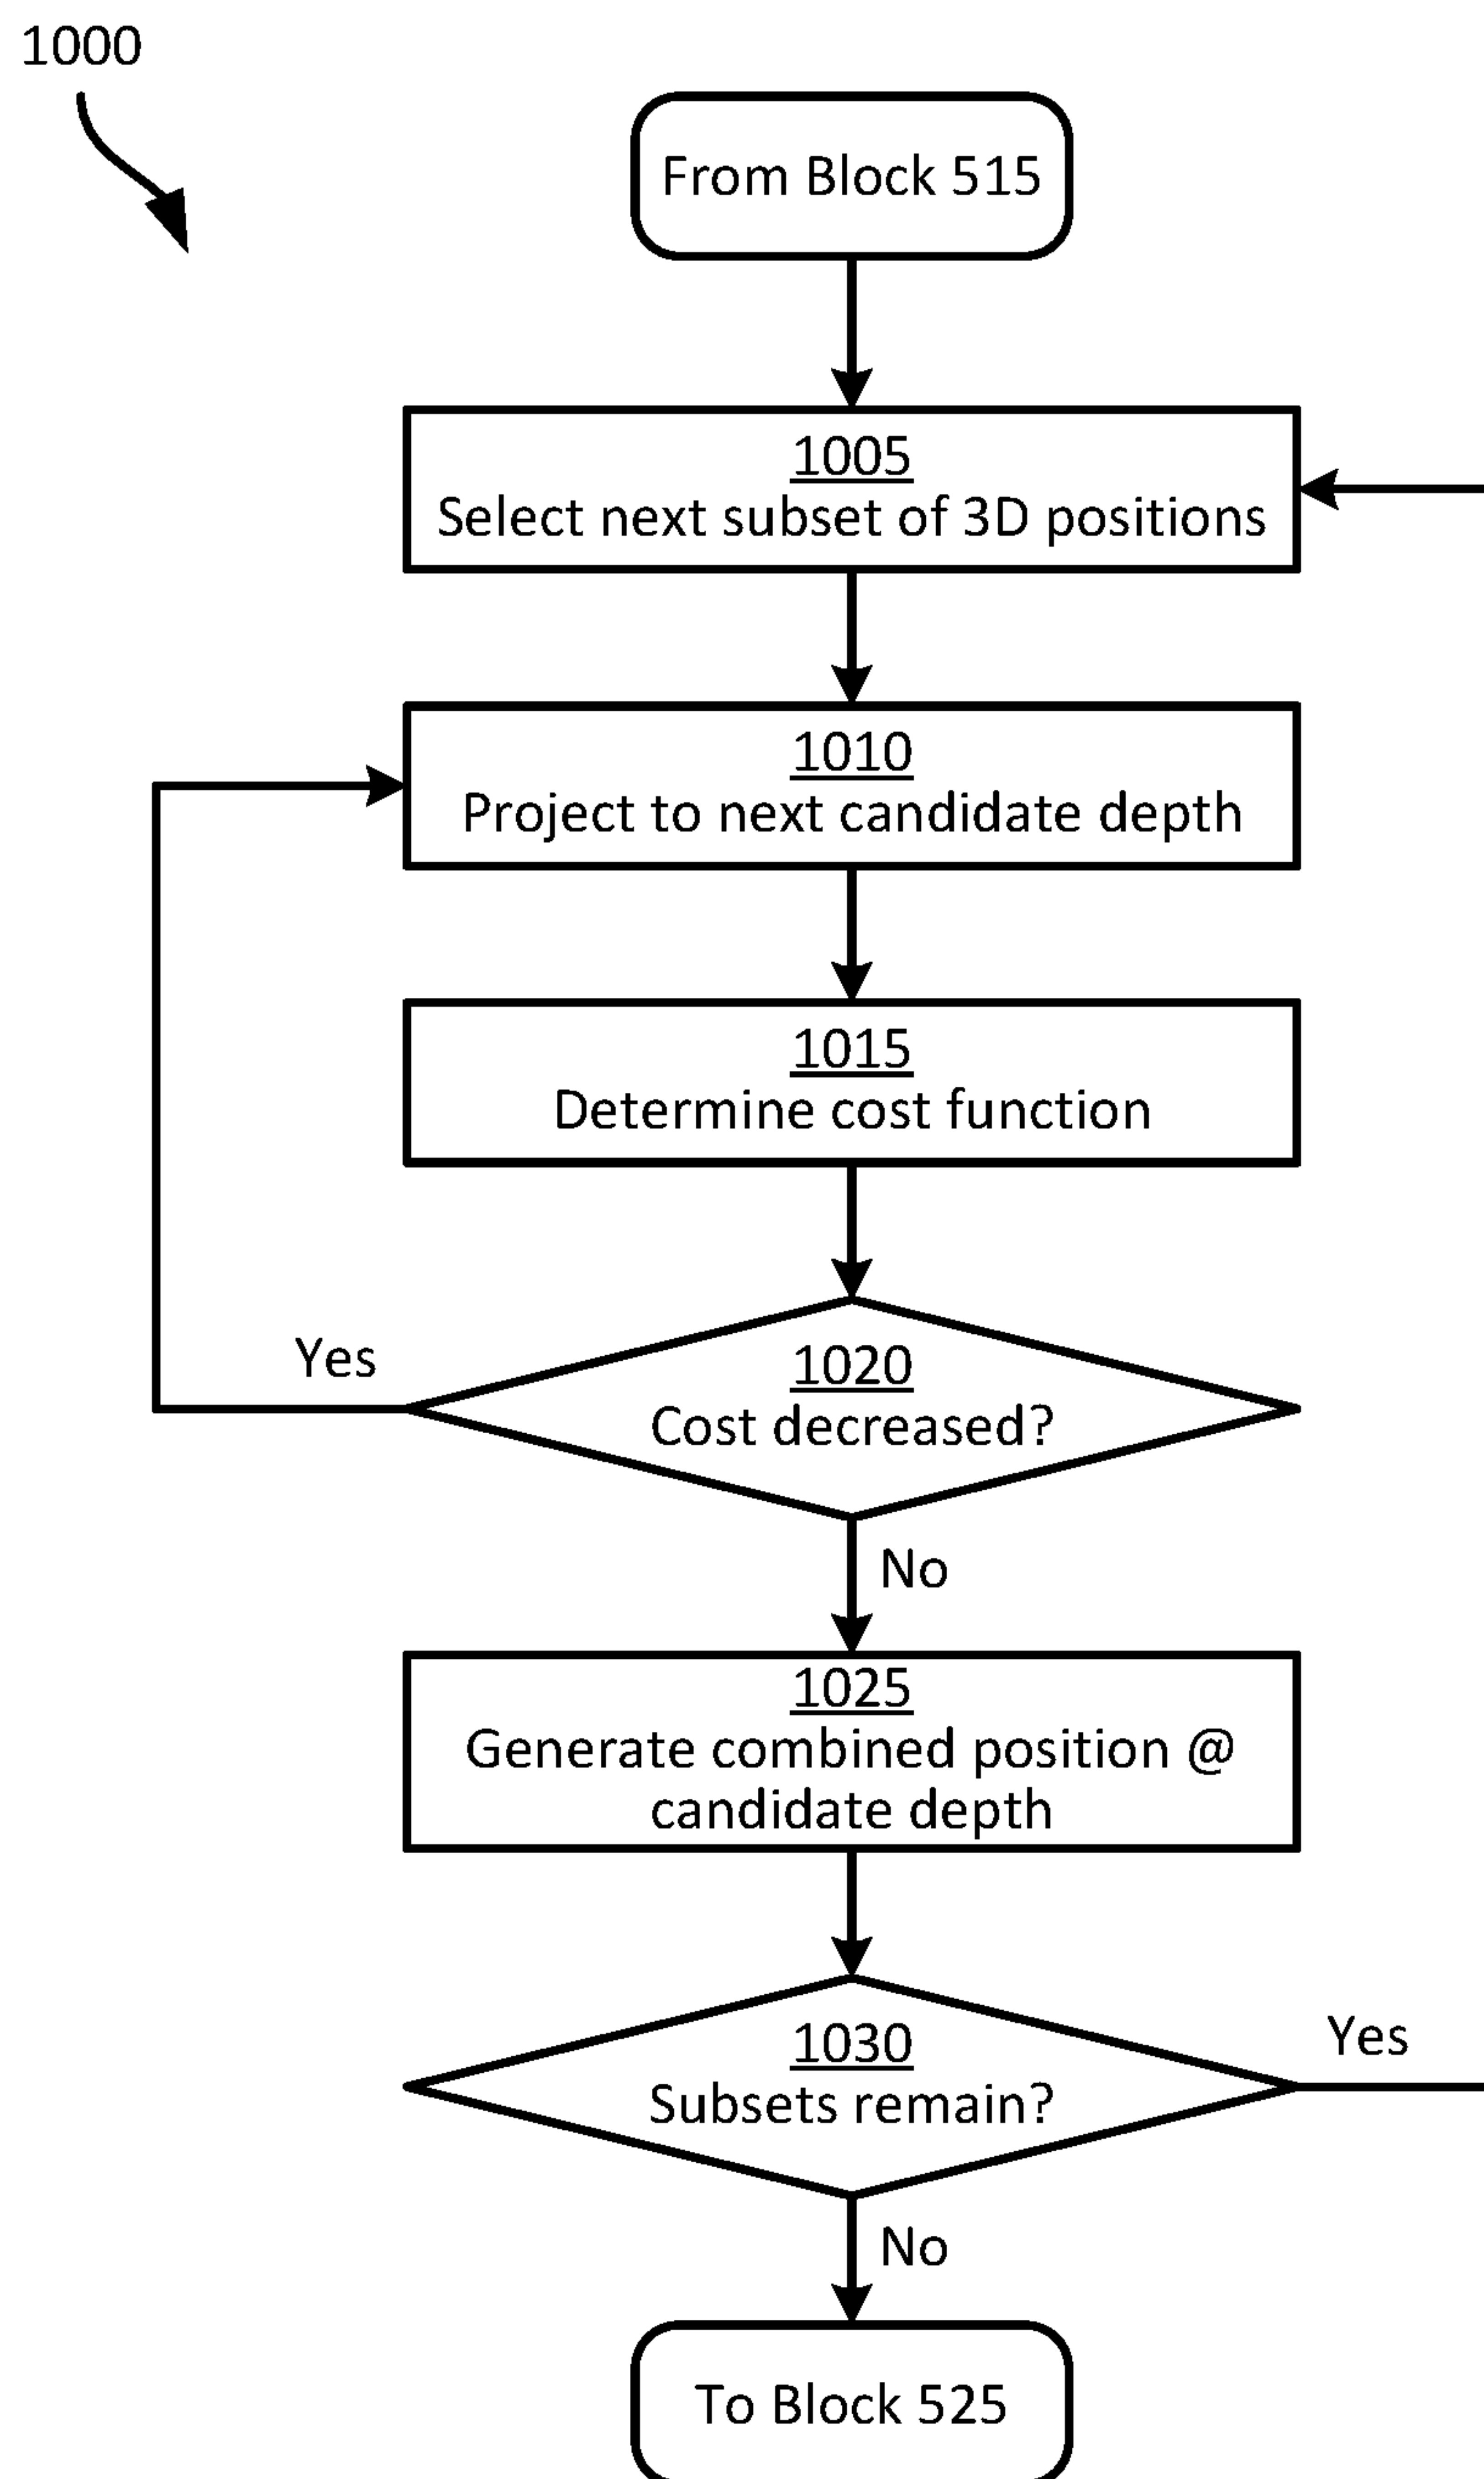 1000
From Block 515
1005
Select next subset of 3D positions
1010
Project to next candidate depth
1015
Determine cost function
1020
Cost decreased?
Yes
No
1025
Generate combined position @
candidate depth
1030
Subsets remain?
Yes
No
To Block 525